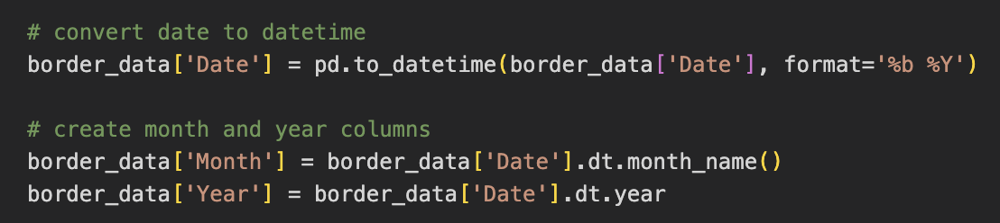 # convert date to datetime
border_data['Date'] = pd.to_datetime(border_data['Date'], format='%b %Y')
# create month and year columns
border_data['Month'] = border_data['Date'].dt.month_name()
border_data['Year'] = border_data['Date'].dt.year